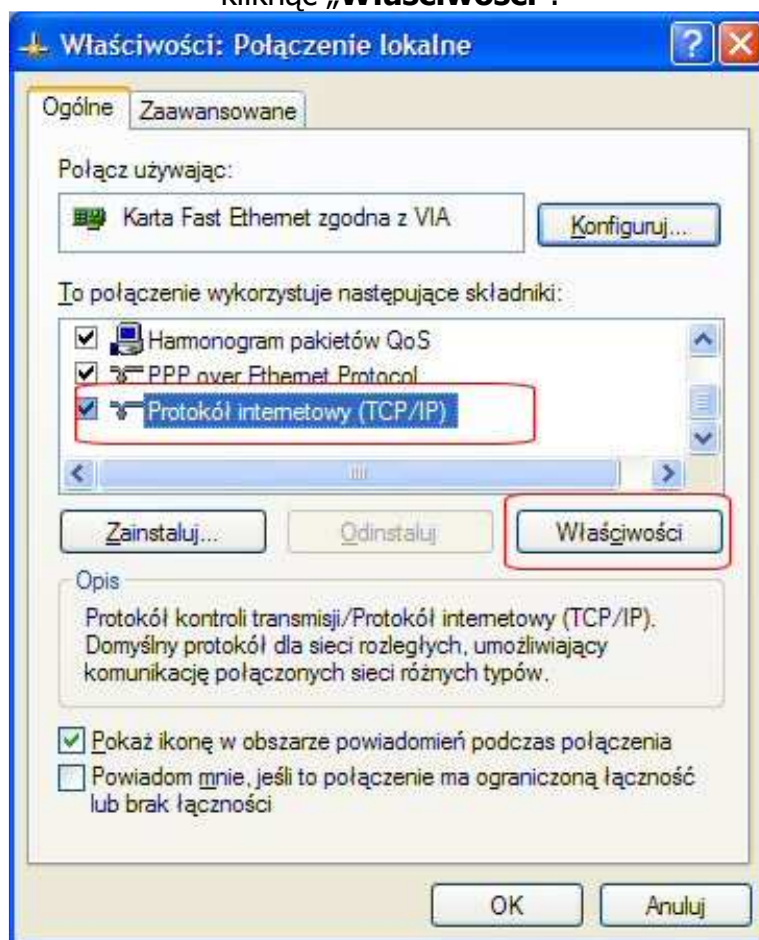 kliknąć „Właściwości”.
Właściwości: Połączenie lokalne
Ogólne
Zaawansowane
Połącz używając:
Karta Fast Ethernet zgodna z VIA
Konfiguruj...
To połączenie wykorzystuje następujące składniki:
Harmonogram pakietów QoS
PPP over Ethernet Protocol
Protokół internetowy (TCP/IP)
Zainstaluj...
Odinstaluj
Właściwości
Opis
Protokół kontroli transmisji/Protokół internetowy (TCP/IP).
Domyślny protokół dla sieci rozległych, umożliwiający
komunikację połączonych sieci różnych typów.
Pokaż ikonę w obszarze powiadomień podczas połączenia
Powiadom mnie, jeśli to połączenie ma ograniczoną łączność
lub brak łączności
OK
Anuluj